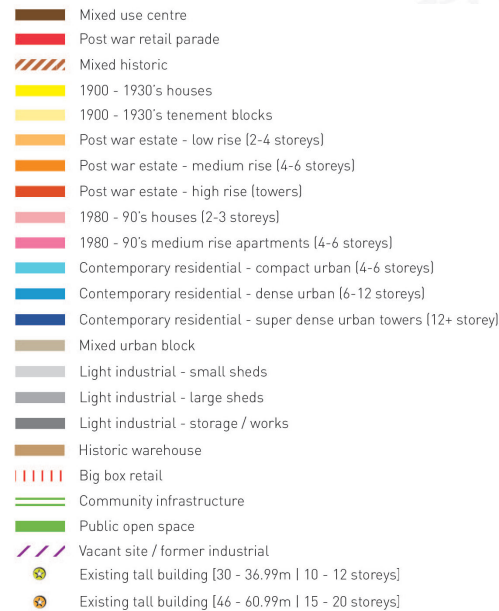 Mixed use centre
Post war retail parade
Mixed historic
1900 - 1930's houses
1900 - 1930's tenement blocks
Post war estate - low rise (2-4 storeys)
Post war estate - medium rise (4-6 storeys)
Post war estate - high rise (towers)
1980 - 90's houses (2-3 storeys)
1980 - 90's medium rise apartments (4-6 storeys)
Contemporary residential - compact urban (4-6 storeys)
Contemporary residential - dense urban (6-12 storeys)
Contemporary residential - super dense urban towers (12+ storey)
Mixed urban block
Light industrial - small sheds
Light industrial - large sheds
Light industrial - storage / works
Historic warehouse
Big box retail
Community infrastructure
Public open space
Vacant site / former industrial
Existing tall building [30 - 36.99m | 10 - 12 storeys]
Existing tall building [46 - 60.99m | 15 - 20 storeys]